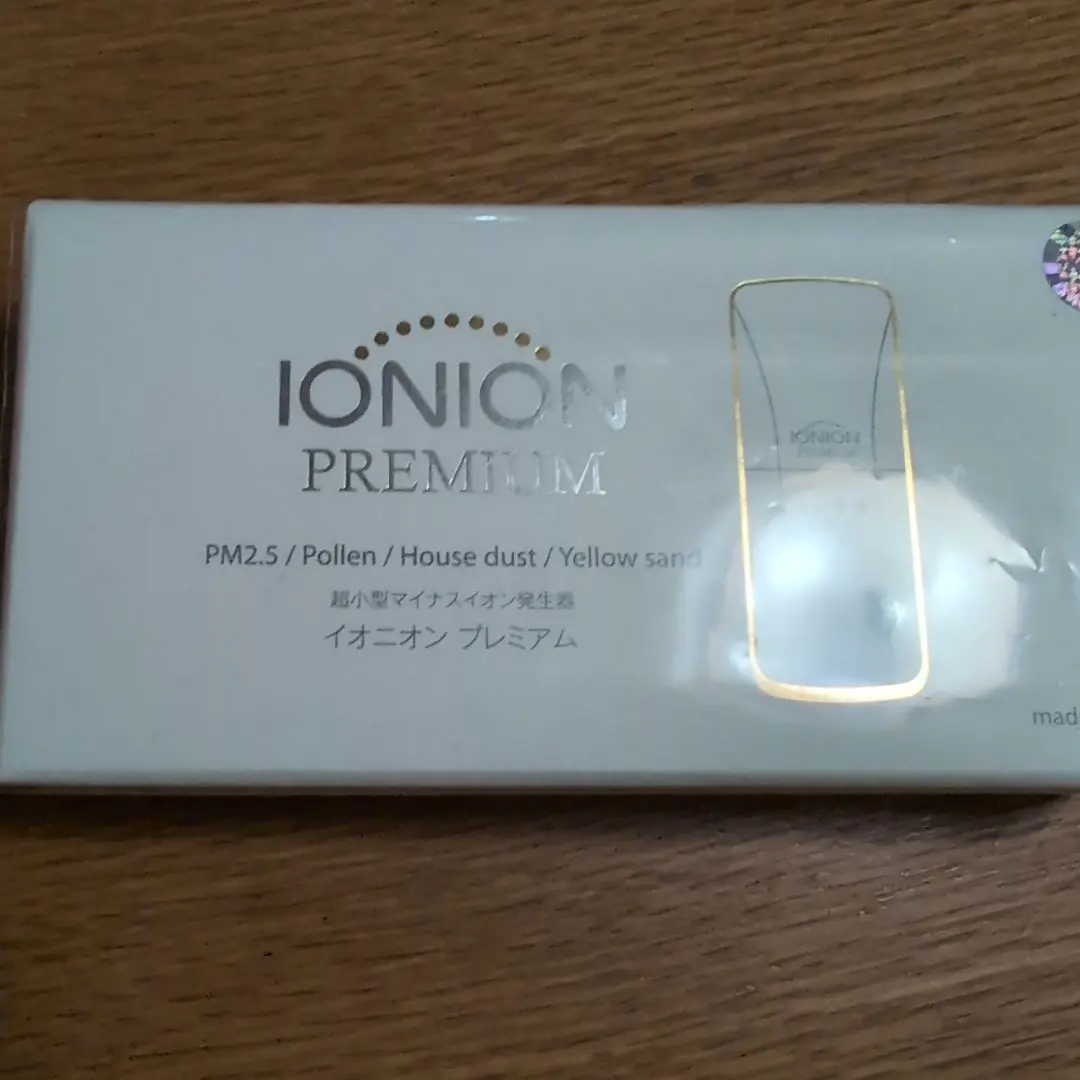 IONION
PREMIUM
PM2.5 / Pollen / House dust / Yellow sand
超小型マイナスイオン発生器
イオニオン プレミアム
IONION
PREMIUM